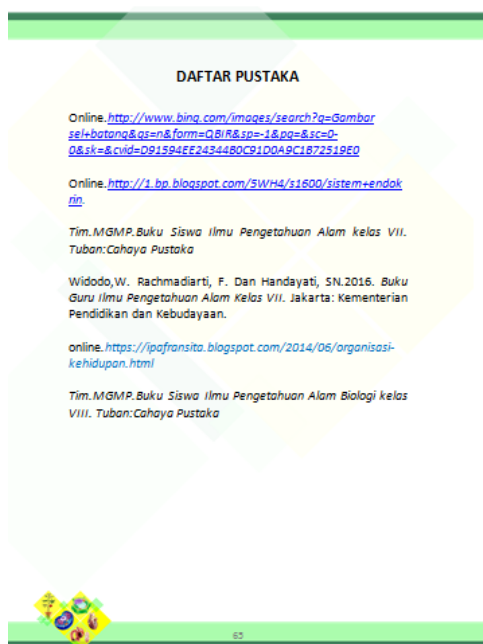 DAFTAR PUSTAKA
Online.http://www.bing.com/images/search?q=Gambar
sel+batang&qs=n&form=QBIR&sp=-1&pq=&sc=0-
0&sk=&cvid=D91594EE24344B0C91D0A9C1B72519E0
Online.http://1.bp.blogspot.com/5WH4/s1600/sistem+endok
rin.
Tim.MGMP.Buku Siswa Ilmu Pengetahuan Alam kelas VII.
Tuban:Cahaya Pustaka
Widodo,W. Rachmadiarti, F. Dan Handayati, SN.2016. Buku
Guru Ilmu Pengetahuan Alam Kelas VII. Jakarta: Kementerian
Pendidikan dan Kebudayaan.
online.https://ipafransita.blogspot.com/2014/06/organisasi-
kehidupan.html
Tim.MGMP.Buku Siswa Ilmu Pengetahuan Alam Biologi kelas
VIII. Tuban:Cahaya Pustaka
65